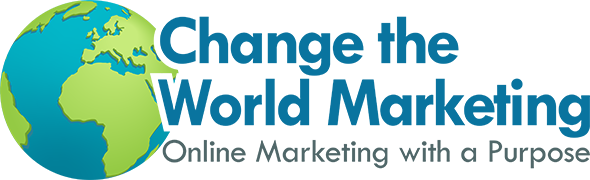 Change the
World Marketing
Online Marketing with a Purpose